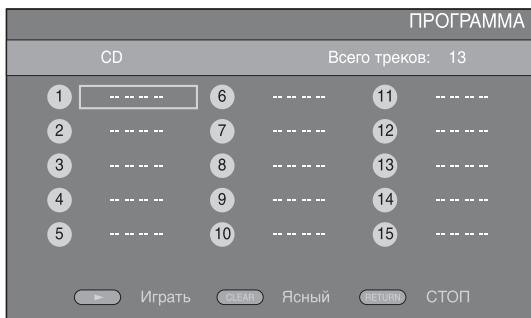 ПРОГРАММА
CD Всего треков: 13
1 -- -- -- -- 6 -- -- -- -- 11 -- -- -- --
2 -- -- -- -- 7 -- -- -- -- 12 -- -- -- --
3 -- -- -- -- 8 -- -- -- -- 13 -- -- -- --
4 -- -- -- -- 9 -- -- -- -- 14 -- -- -- --
5 -- -- -- -- 10 -- -- -- -- 15 -- -- -- --
Играть CLEAR Ясный RETURN СТОП